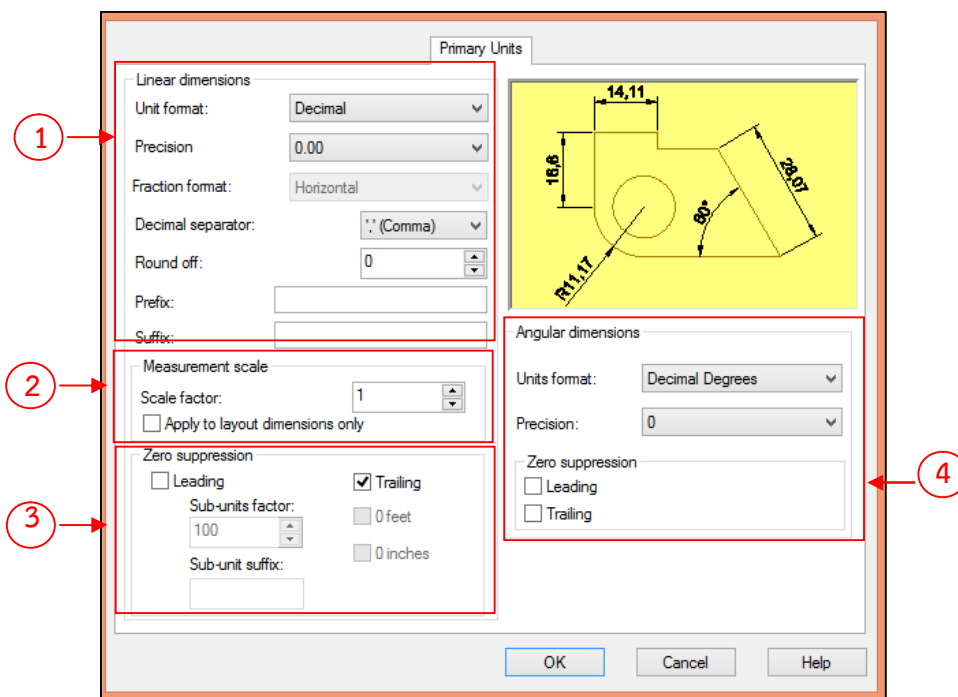 Primary Units
1
Linear dimensions
Unit format:
Decimal
Precision
0.00
Fraction format:
Horizontal
Decimal separator:
',' (Comma)
Round off:
0
Prefix:
Suffix:
2
Measurement scale
Scale factor:
1
Apply to layout dimensions only
3
Zero suppression
Leading
Trailing
Sub-units factor:
100
0 feet
0 inches
Sub-unit suffix:
14,11
16,6
28,07
60°
R11,17
4
Angular dimensions
Units format:
Decimal Degrees
Precision:
0
Zero suppression
Leading
Trailing
OK
Cancel
Help